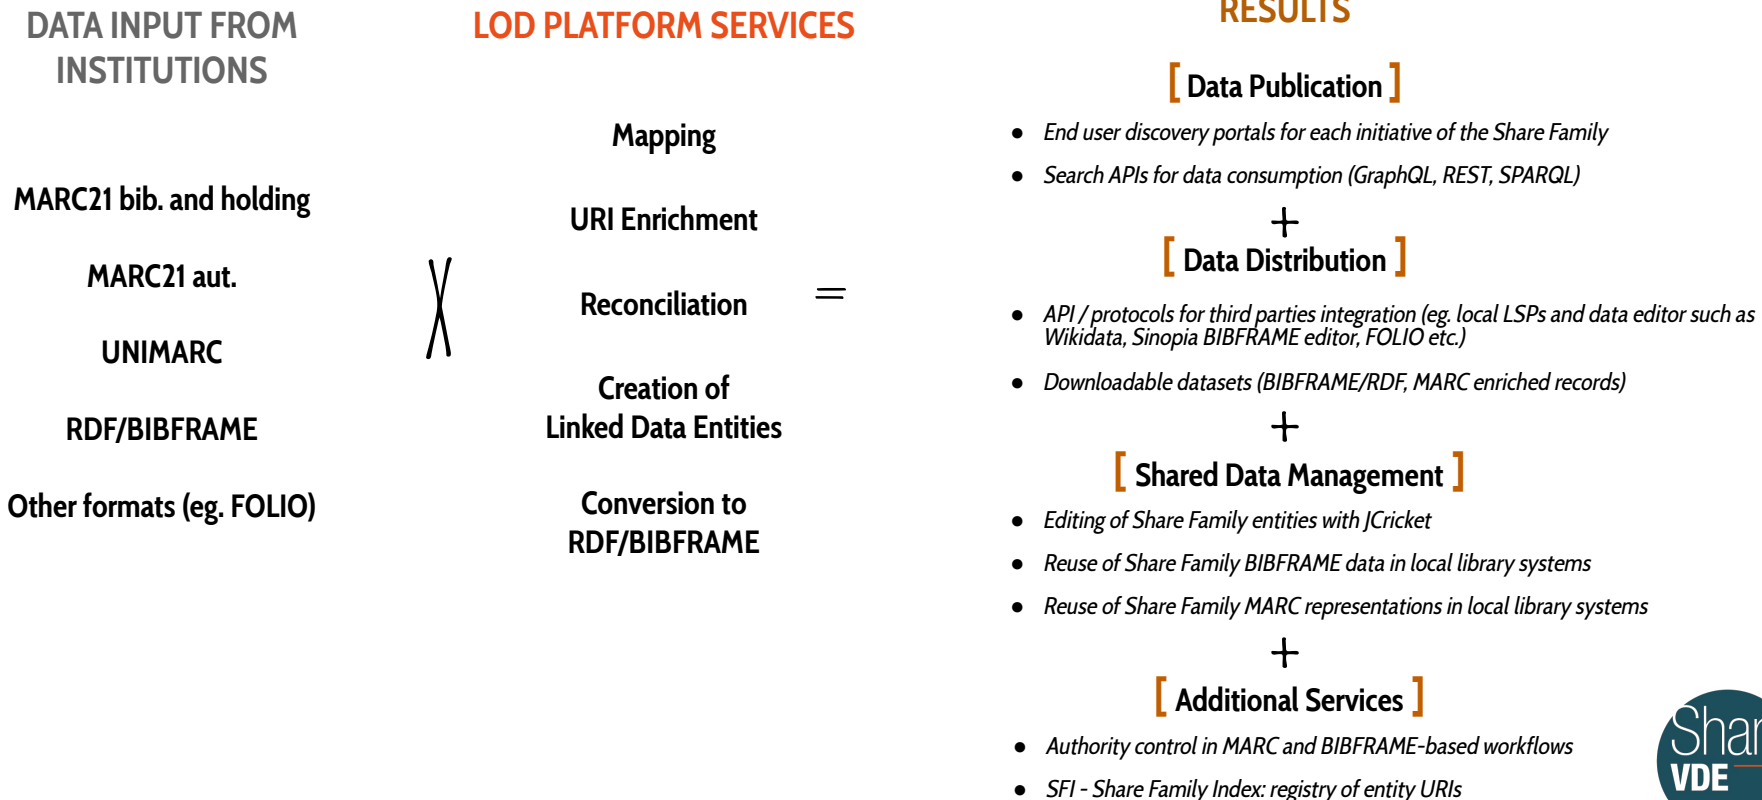 DATA INPUT FROM
INSTITUTIONS
MARC21 bib. and holding
MARC21 aut.
UNIMARC
RDF/BIBFRAME
Other formats (eg. FOLIO)
X
LOD PLATFORM SERVICES
Mapping
URI Enrichment
Reconciliation
Creation of
Linked Data Entities
Conversion to
RDF/BIBFRAME
=
RESULTS
[ Data Publication ]
● End user discovery portals for each initiative of the Share Family
● Search APIs for data consumption (GraphQL, REST, SPARQL)
+
[ Data Distribution ]
● API / protocols for third parties integration (eg. local LSPs and data editor such as
Wikidata, Sinopia BIBFRAME editor, FOLIO etc.)
● Downloadable datasets (BIBFRAME/RDF, MARC enriched records)
+
[ Shared Data Management ]
● Editing of Share Family entities with JCricket
● Reuse of Share Family BIBFRAME data in local library systems
● Reuse of Share Family MARC representations in local library systems
+
[ Additional Services ]
● Authority control in MARC and BIBFRAME-based workflows
● SFI - Share Family Index: registry of entity URIs
Shar
VDE